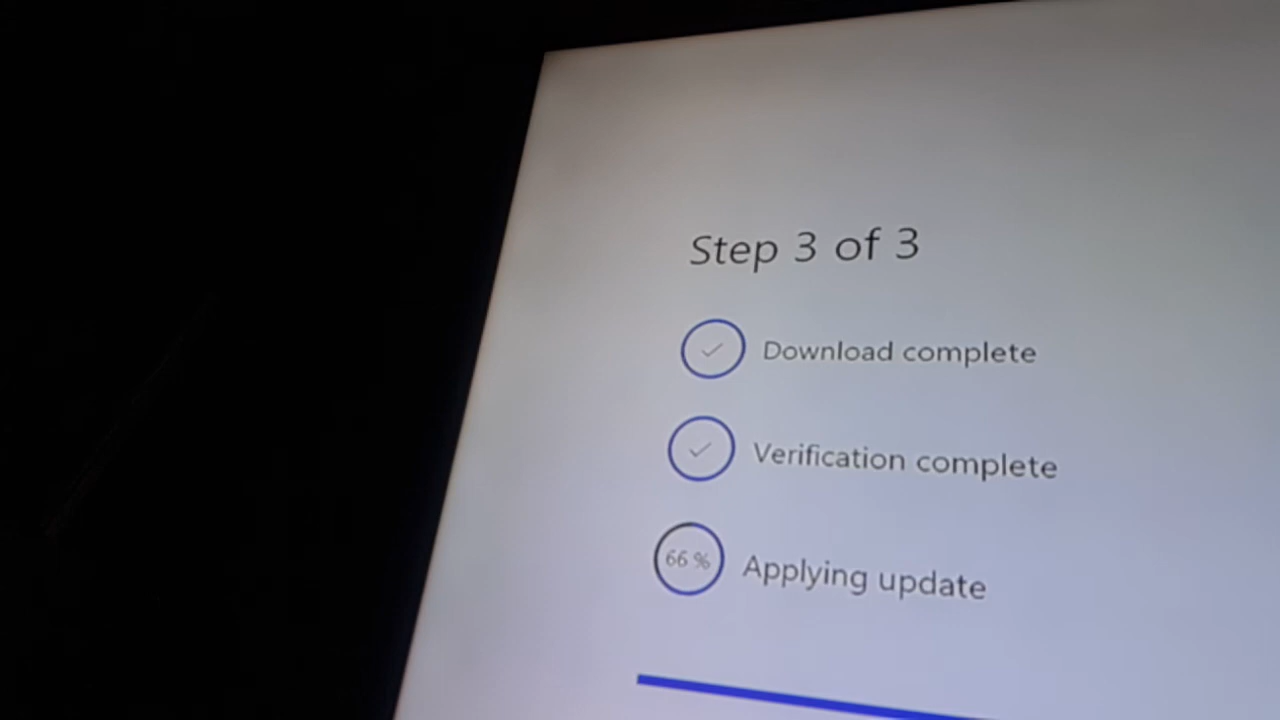 Step 3 of 3
Download complete
Verification complete
66 % Applying update